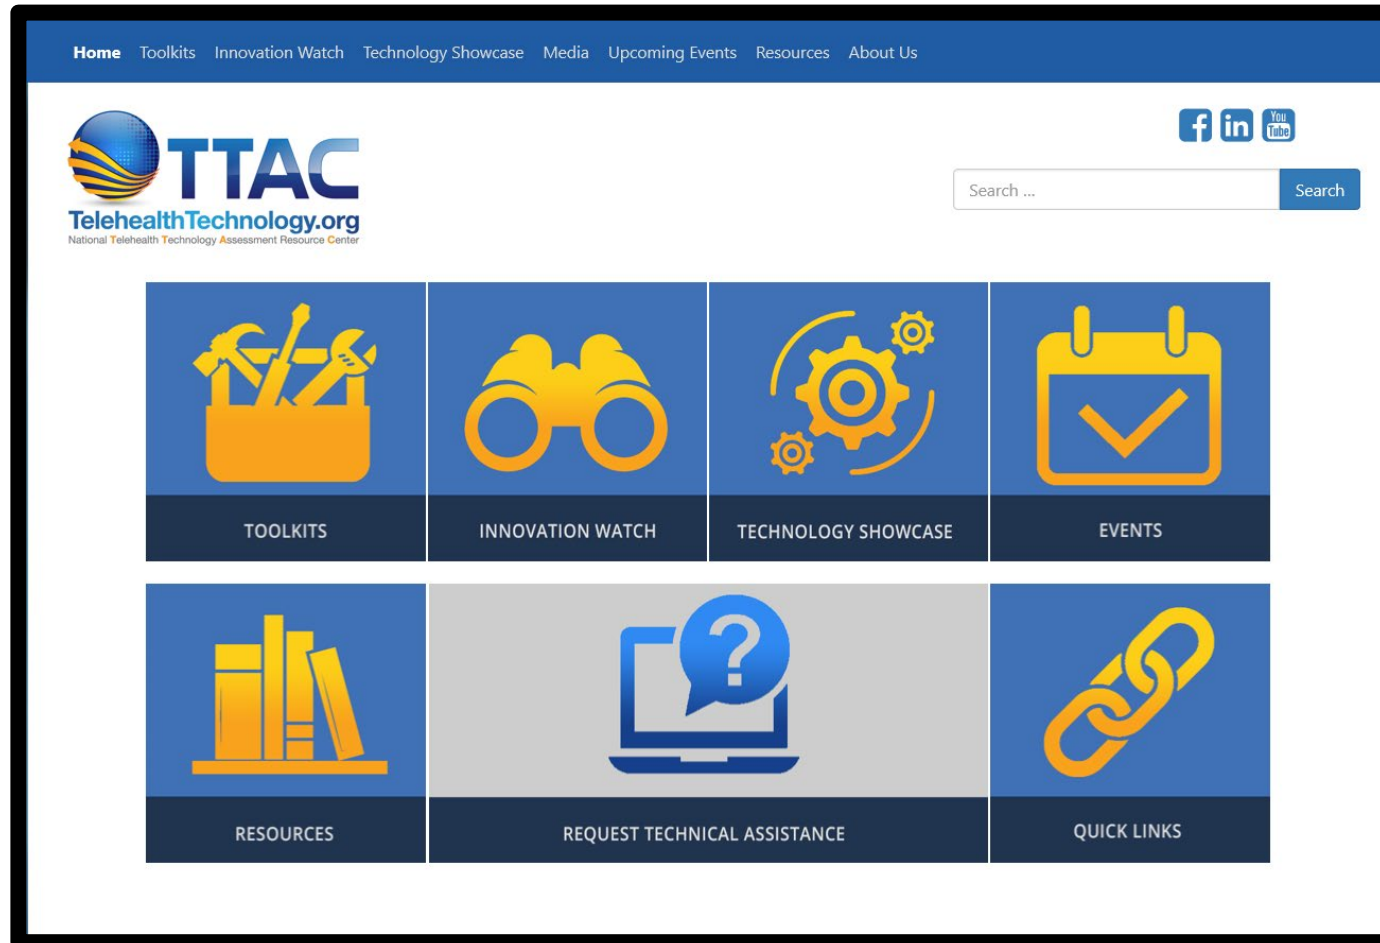 Home Toolkits Innovation Watch Technology Showcase Media Upcoming Events Resources About Us
f in You Tube
TTAC
TelehealthTechnology.org
National Telehealth Technology Assessment Resource Center
Search ... Search
TOOLKITS INNOVATION WATCH TECHNOLOGY SHOWCASE EVENTS
?
RESOURCES REQUEST TECHNICAL ASSISTANCE QUICK LINKS